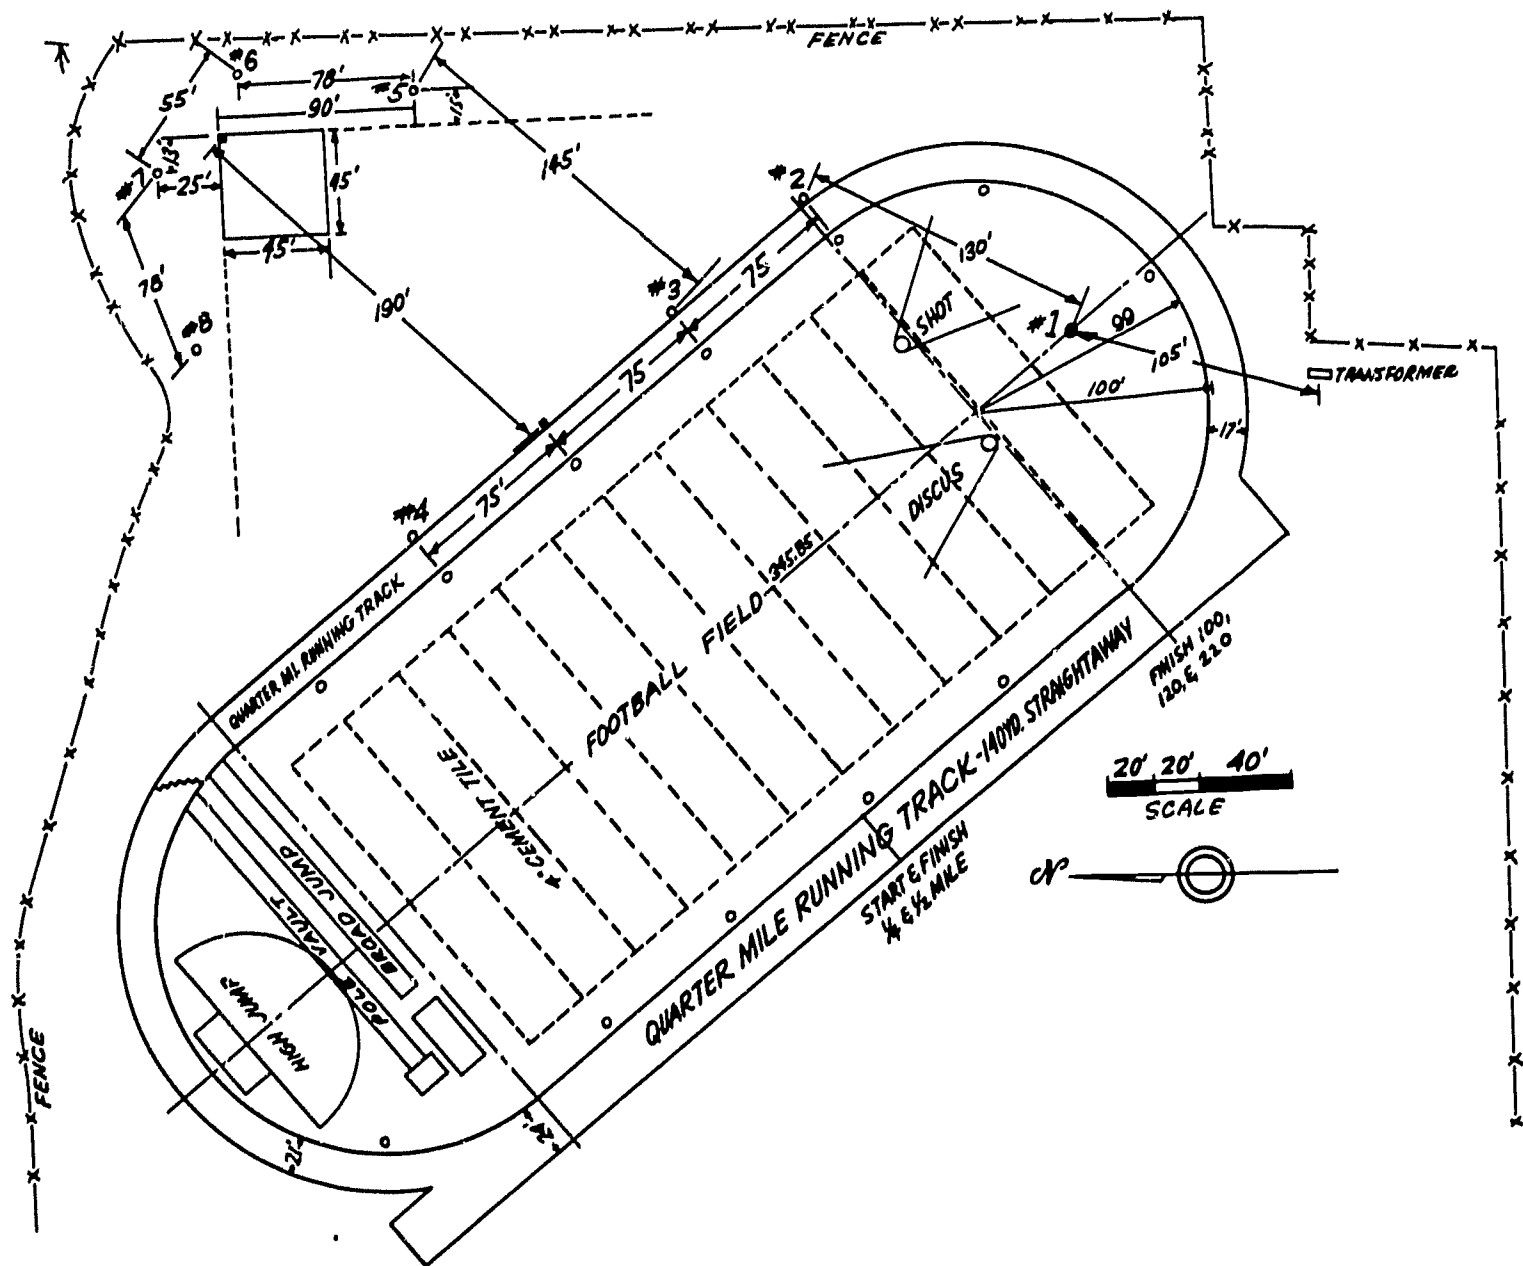 FENCE
#6
78'
#5
55'
90'
15'
13'
#7
25'
45'
145'
45'
78'
#8
190'
#2
130'
#3
75
SHOT
#1
99
105'
TRANSFORMER
100'
17'
75
DISCUS
#4
75'
345.85
FOOTBALL FIELD
QUARTER MI. RUNNING TRACK
FINISH 100,
120, & 220
4" CEMENT TILE
QUARTER MILE RUNNING TRACK-140YD. STRAIGHTAWAY
20' 20' 40'
SCALE
START & FINISH
1/4 & 1/2 MILE
N
BROAD JUMP
POLE VAULT
HIGH JUMP
FENCE
21'
24'